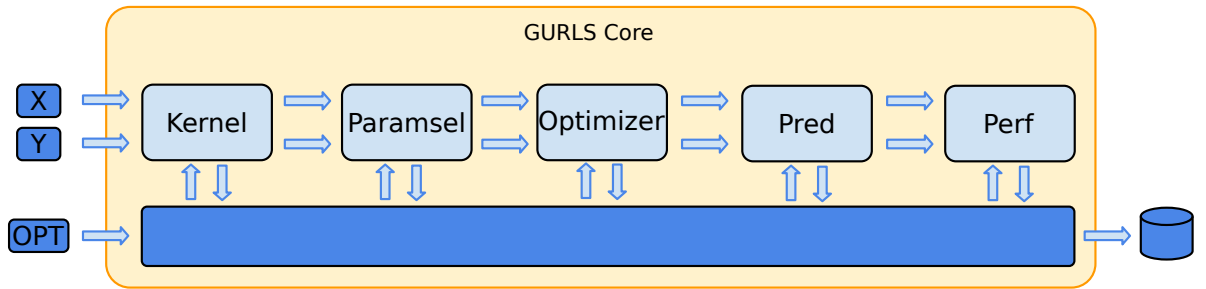 GURLS Core
X
Y
Kernel
Paramsel
Optimizer
Pred
Perf
OPT